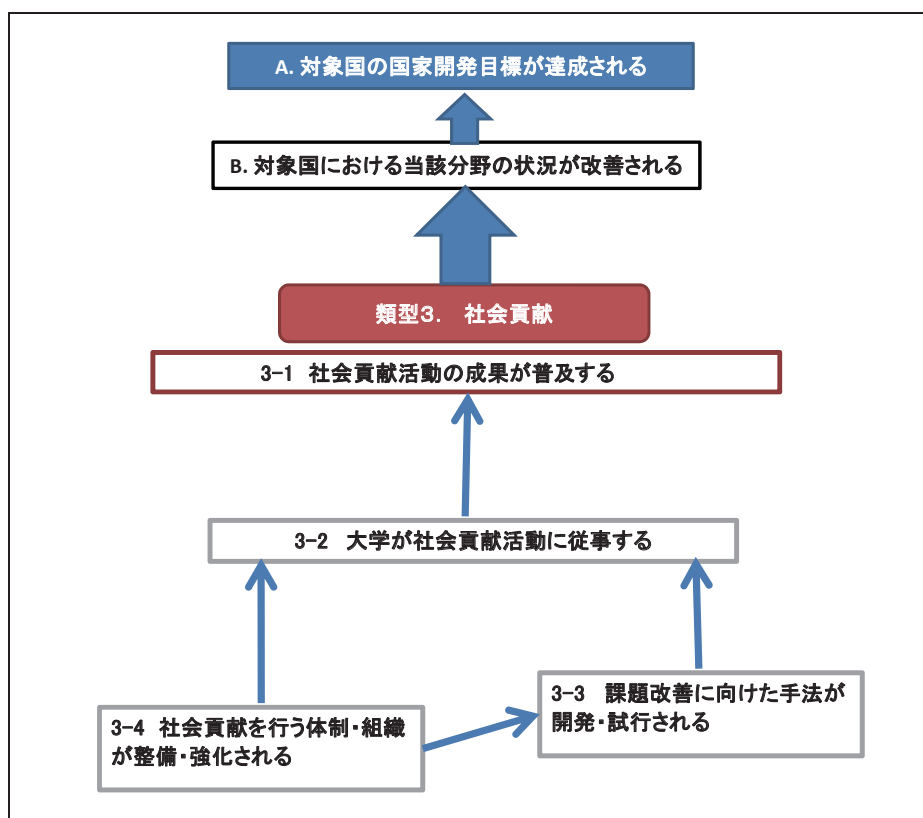 A. 対象国の国家開発目標が達成される
B. 対象国における当該分野の状況が改善される
類型3.　社会貢献
3-1　社会貢献活動の成果が普及する
3-2　大学が社会貢献活動に従事する
3-3　課題改善に向けた手法が
開発・試行される
3-4　社会貢献を行う体制・組織
が整備・強化される